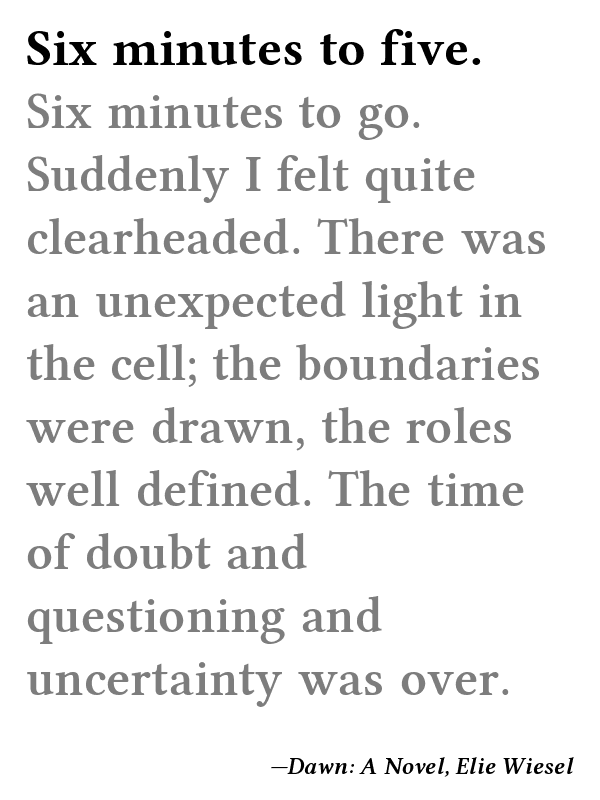 Six minutes to five.
Six minutes to go.
Suddenly I felt quite
clearheaded. There was
an unexpected light in
the cell; the boundaries
were drawn, the roles
well defined. The time
of doubt and
questioning and
uncertainty was over.
—Dawn: A Novel, Elie Wiesel